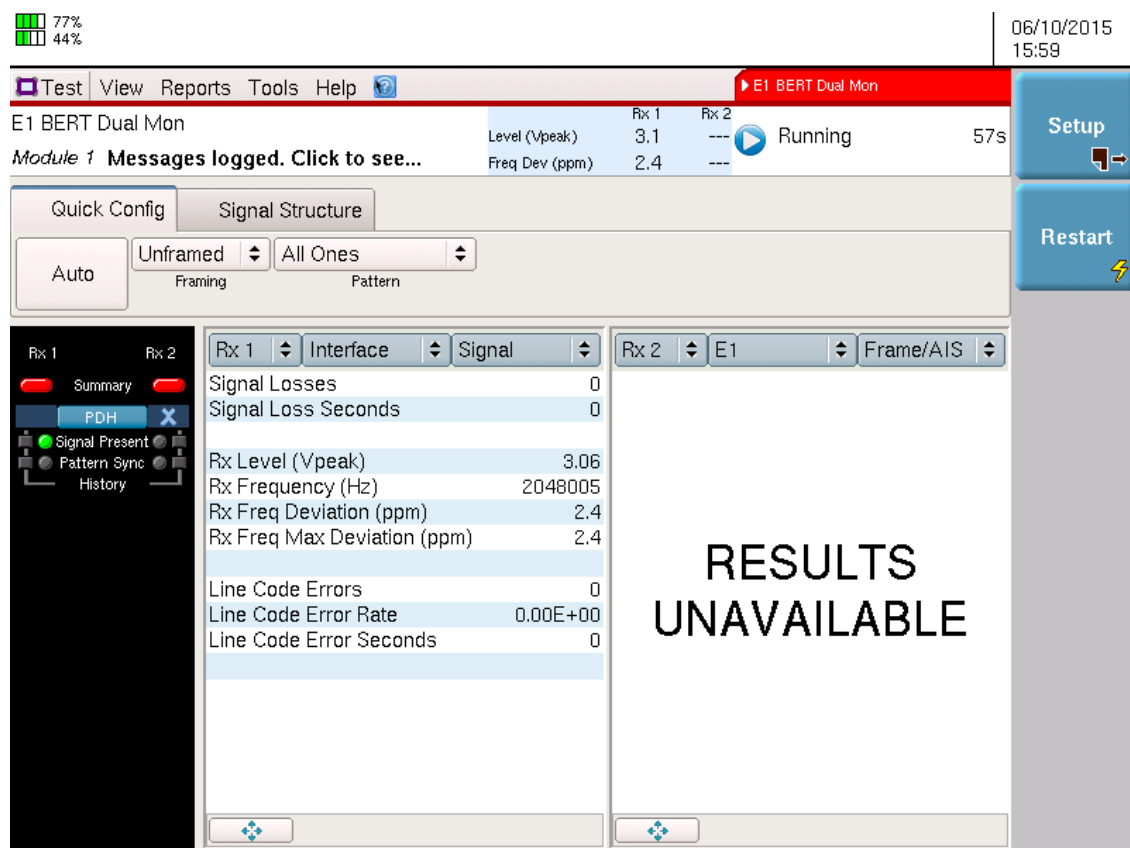 77%
44%
06/10/2015
15:59
Test View Reports Tools Help
E1 BERT Dual Mon
E1 BERT Dual Mon
Module 1 Messages logged. Click to see...
Rx 1 Rx 2
Level (Vpeak) 3.1 ---
Freq Dev (ppm) 2.4 ---
Running 57s
Setup
Restart
Quick Config Signal Structure
Auto
Unframed All Ones
Framing Pattern
Rx 1 Rx 2
Summary
PDH X
Signal Present
Pattern Sync
History
Rx 1 Interface Signal
Signal Losses 0
Signal Loss Seconds 0
Rx Level (Vpeak) 3.06
Rx Frequency (Hz) 2048005
Rx Freq Deviation (ppm) 2.4
Rx Freq Max Deviation (ppm) 2.4
Line Code Errors 0
Line Code Error Rate 0.00E+00
Line Code Error Seconds 0
Rx 2 E1 Frame/AIS
RESULTS
UNAVAILABLE